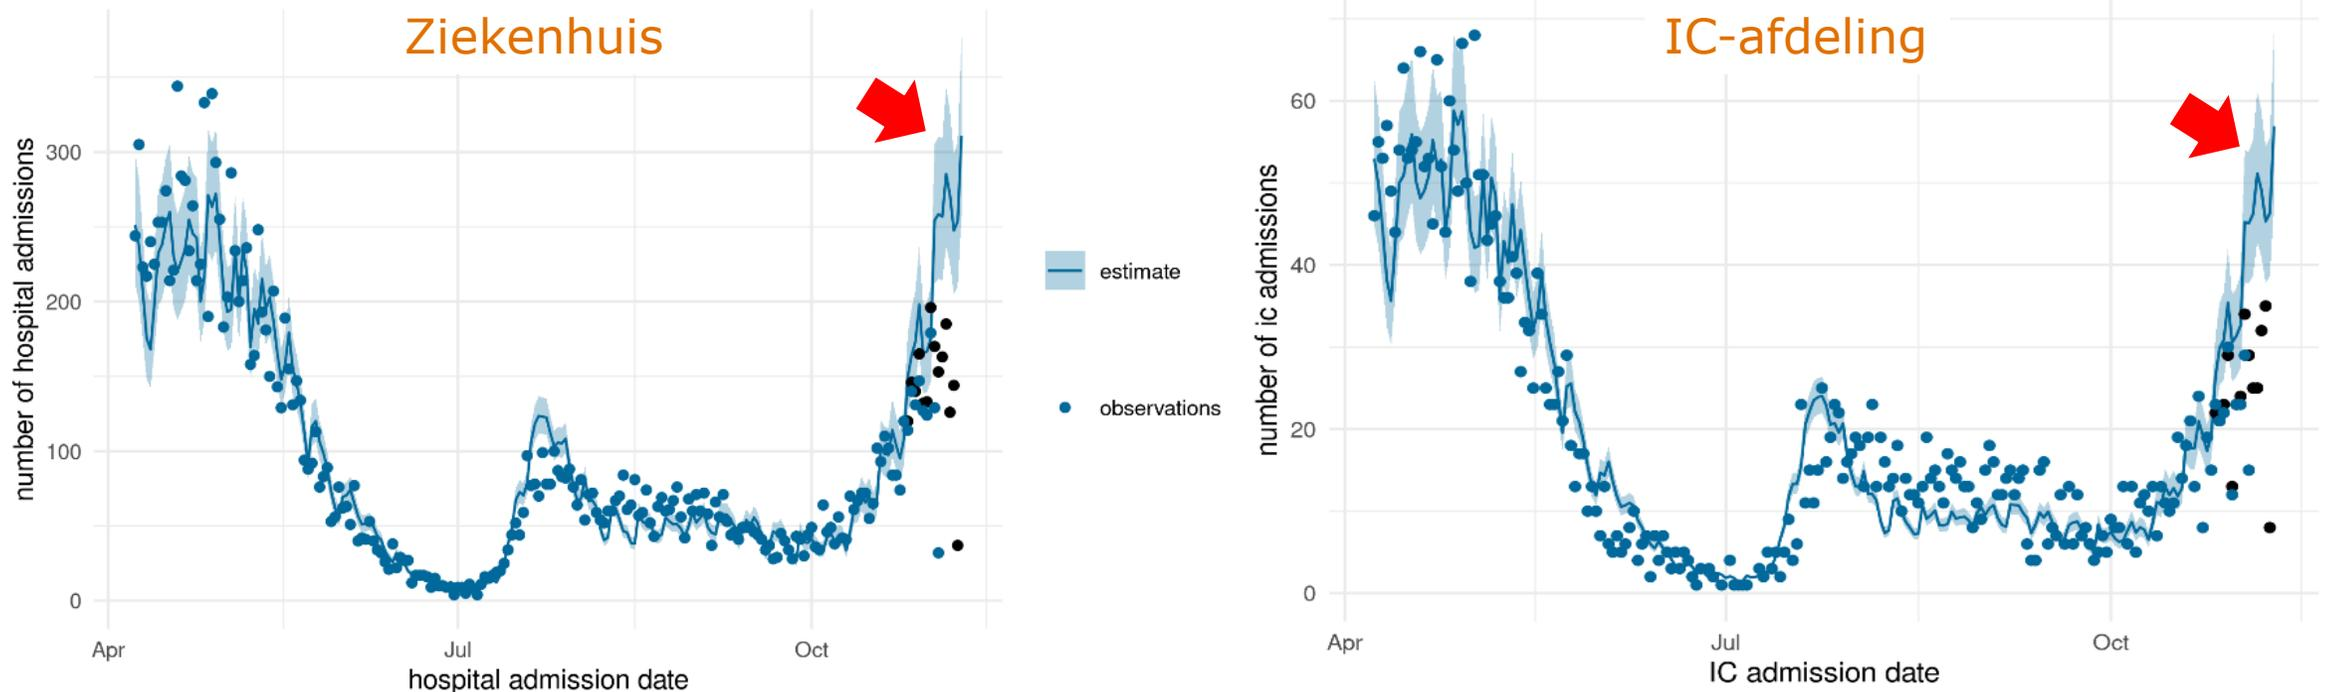 Ziekenhuis
number of hospital admissions
300
200
100
0
Apr
Jul
Oct
hospital admission date
estimate
observations
IC-afdeling
number of ic admissions
60
40
20
0
Apr
Jul
Oct
IC admission date